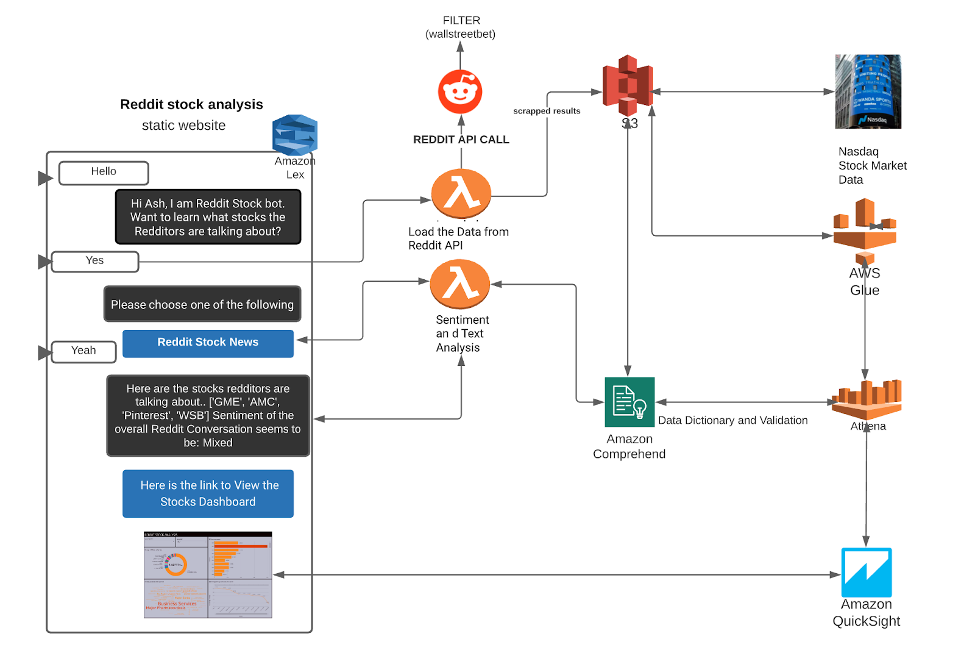 FILTER
(wallstreetbet)
Reddit stock analysis
static website
Amazon
Lex
Hello
Hi Ash, I am Reddit Stock bot.
Want to learn what stocks the
Redditors are talking about?
Yes
Please choose one of the following
Reddit Stock News
Yeah
Here are the stocks redditors are
talking about.. ['GME', 'AMC',
'Pinterest', 'WSB'] Sentiment of the
overall Reddit Conversation seems to
be: Mixed
Here is the link to View the
Stocks Dashboard
Business Services
REDDIT API CALL
Load the Data from
Reddit API
Sentiment
an d Text
Analysis
scrapped results
S3
Amazon
Comprehend
Data Dictionary and Validation
Nasdaq
Nasdaq
Stock Market
Data
AWS
Glue
Athena
Amazon
QuickSight